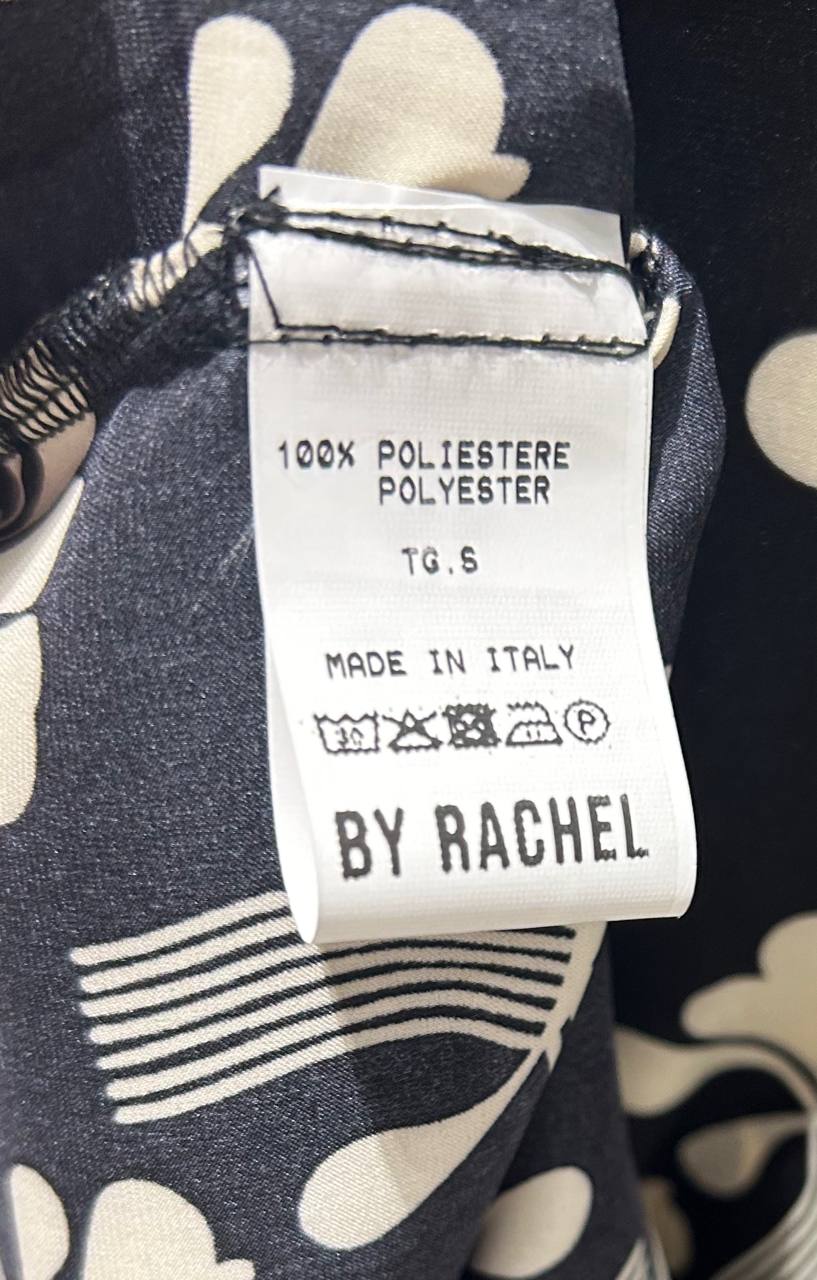 100% POLIESTERE
POLYESTER
TG.S
MADE IN ITALY
30 P
BY RACHEL